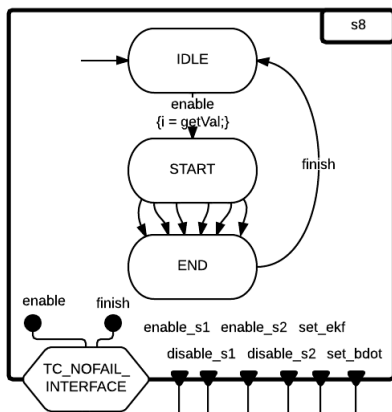 s8
IDLE
enable
{i = getVal;}
START
finish
END
enable
finish
enable_s1
enable_s2
set_ekf
disable_s1
disable_s2
set_bdot
TC_NOFAIL_
INTERFACE